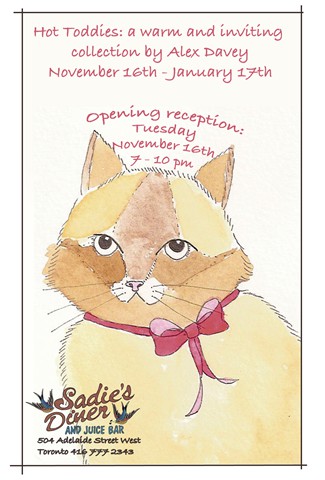 Hot Toddies: a warm and inviting
collection by Alex Davey
November 16th - January 17th
Opening reception:
Tuesday
November 16th
7 - 10 pm
Sadie's
Diner
AND JUICE BAR
504 Adelaide Street West
Toronto 416 777 2343